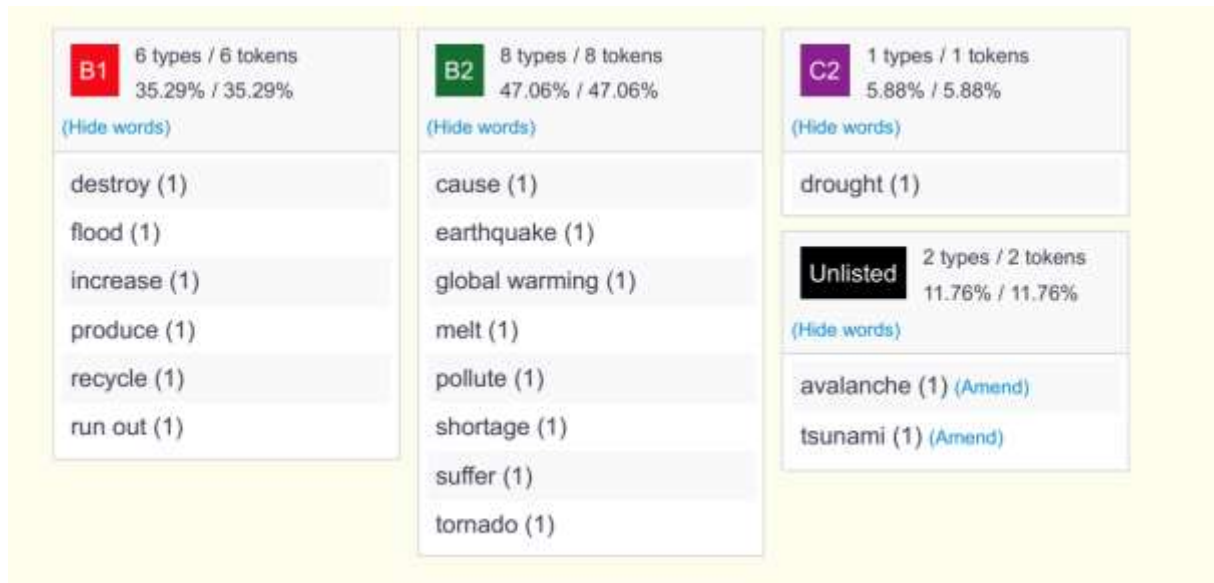 B1
6 types / 6 tokens
35.29% / 35.29%
(Hide words)
destroy (1)
flood (1)
increase (1)
produce (1)
recycle (1)
run out (1)
B2
8 types / 8 tokens
47.06% / 47.06%
(Hide words)
cause (1)
earthquake (1)
global warming (1)
melt (1)
pollute (1)
shortage (1)
suffer (1)
tornado (1)
C2
1 types / 1 tokens
5.88% / 5.88%
(Hide words)
drought (1)
Unlisted
2 types / 2 tokens
11.76% / 11.76%
(Hide words)
avalanche (1) (Amend)
tsunami (1) (Amend)